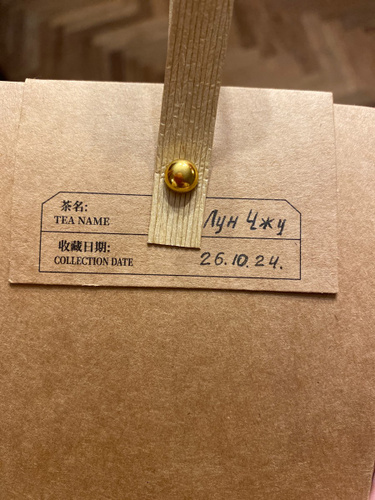 茶名:
TEA NAME
Лун Чжу
收藏日期:
COLLECTION DATE
26.10.24.